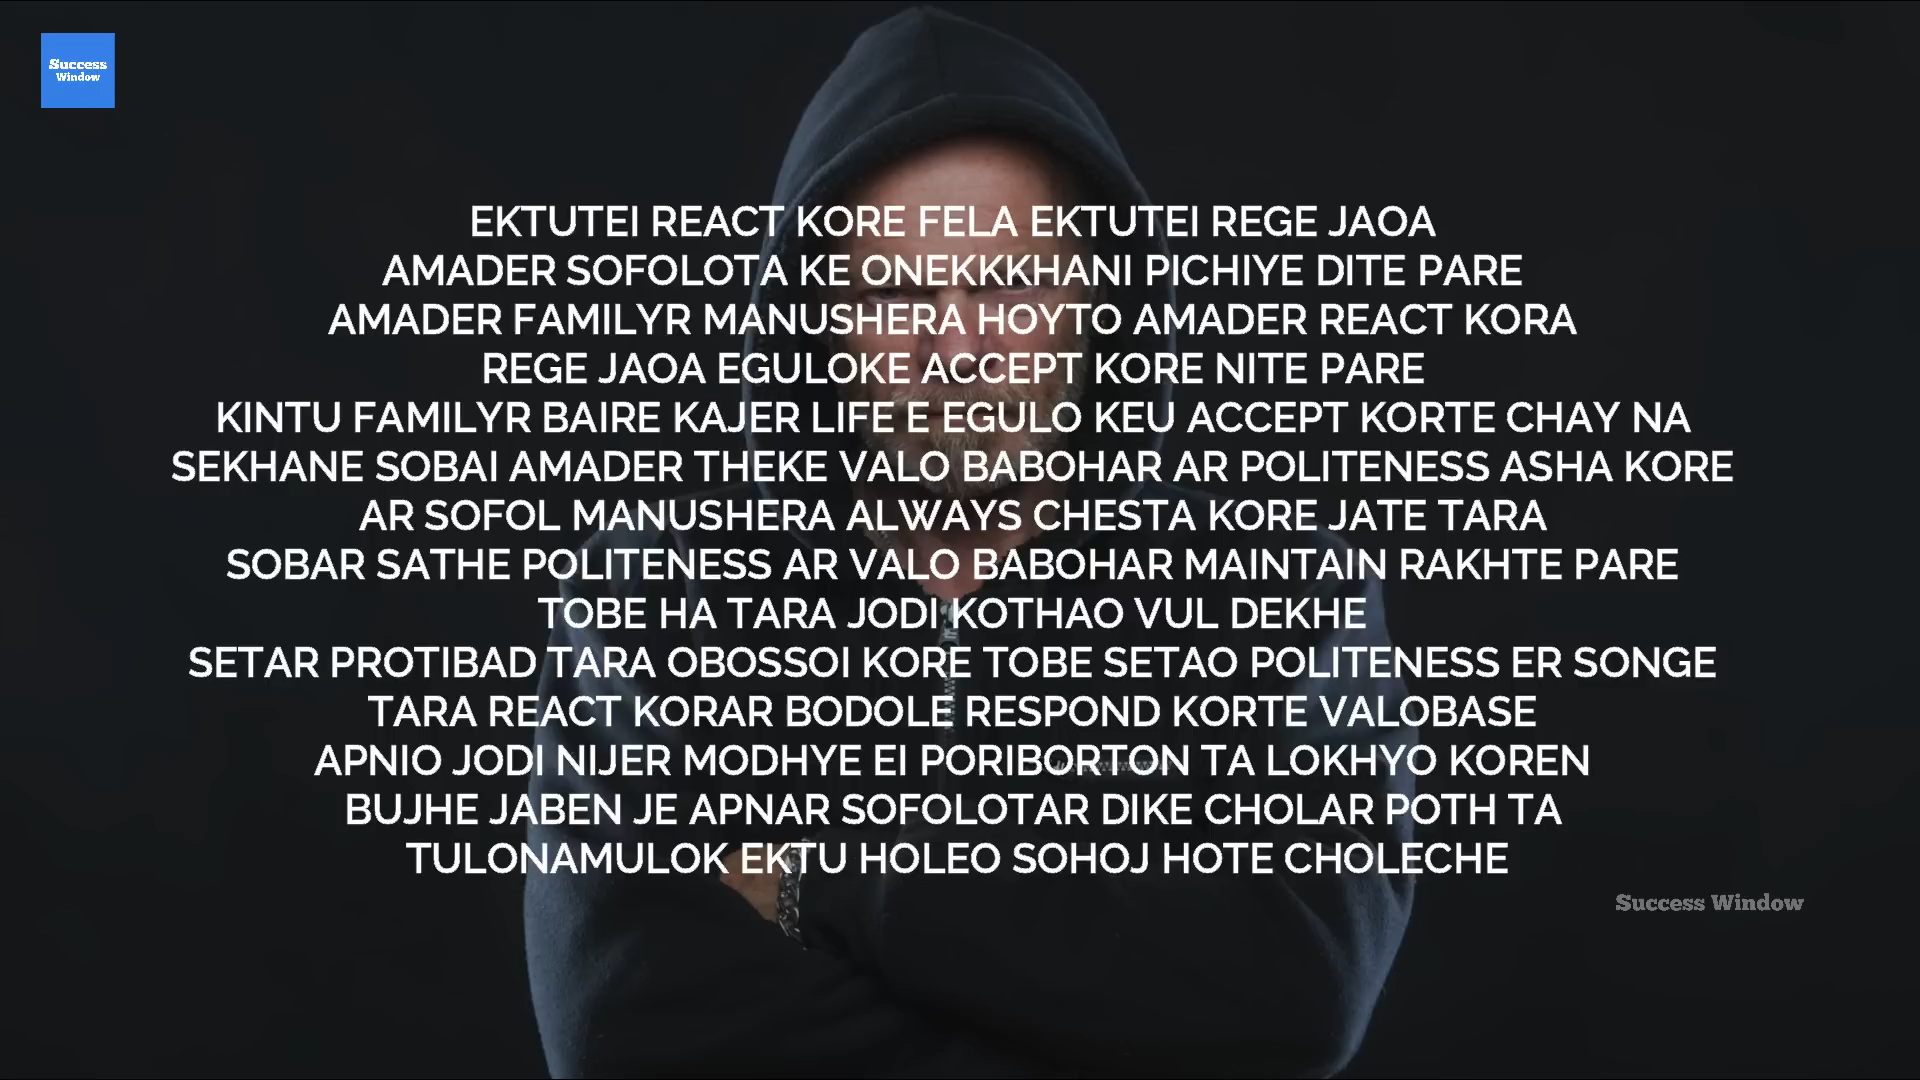 Success
Window
EKTUTEI REACT KORE FELA EKTUTEI REGE JAOA
AMADER SOFOLOTA KE ONEKKKHANI PICHIYE DITE PARE
AMADER FAMILYR MANUSHERA HOYTO AMADER REACT KORA
REGE JAOA EGULOKE ACCEPT KORE NITE PARE
KINTU FAMILYR BAIRE KAJER LIFE E EGULO KEU ACCEPT KORTE CHAY NA
SEKHANE SOBAI AMADER THEKE VALO BABOHAR AR POLITENESS ASHA KORE
AR SOFOL MANUSHERA ALWAYS CHESTA KORE JATE TARA
SOBAR SATHE POLITENESS AR VALO BABOHAR MAINTAIN RAKHTE PARE
TOBE HA TARA JODI KOTHAO VUL DEKHE
SETAR PROTIBAD TARA OBOSSOI KORE TOBE SETAO POLITENESS ER SONGE
TARA REACT KORAR BODOLE RESPOND KORTE VALOBASE
APNIO JODI NIJER MODHYE EI PORIBORTON TA LOKHYO KOREN
BUJHE JABEN JE APNAR SOFOLOTAR DIKE CHOLAR POTH TA
TULONAMULOK EKTU HOLEO SOHOJ HOTE CHOLECHE
Success Window